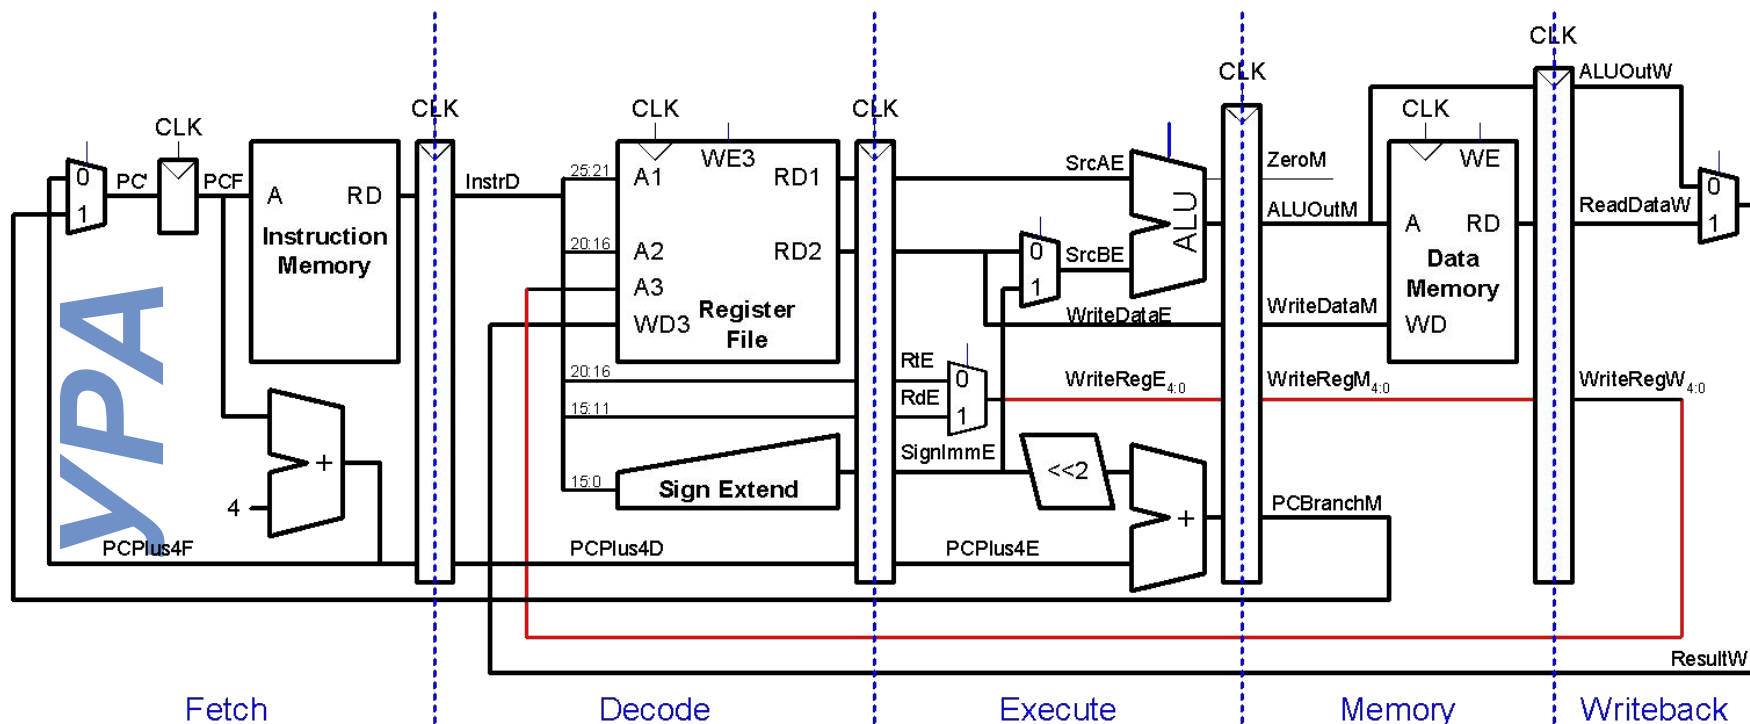 CLK
CLK
CLK
CLK
CLK
CLK
CLK
ALUOutW
0
1
PC'
PCF
A
RD
Instruction
Memory
InstrD
25:21
20:16
20:16
15:11
15:0
A1
A2
A3
WD3
WE3
RD1
RD2
Register
File
Sign Extend
SrcAE
SrcBE
0
1
ALU
WriteDataE
RtE
RdE
0
1
WriteRegE4:0
SignImmE
<<2
+
ZeroM
ALUOutM
WriteDataM
WriteRegM4:0
PCBranchM
WE
A
RD
Data
Memory
WD
ReadDataW
0
1
WriteRegW4:0
4
+
УРА
PCPlus4F
PCPlus4D
PCPlus4E
ResultW
Fetch
Decode
Execute
Memory
Writeback